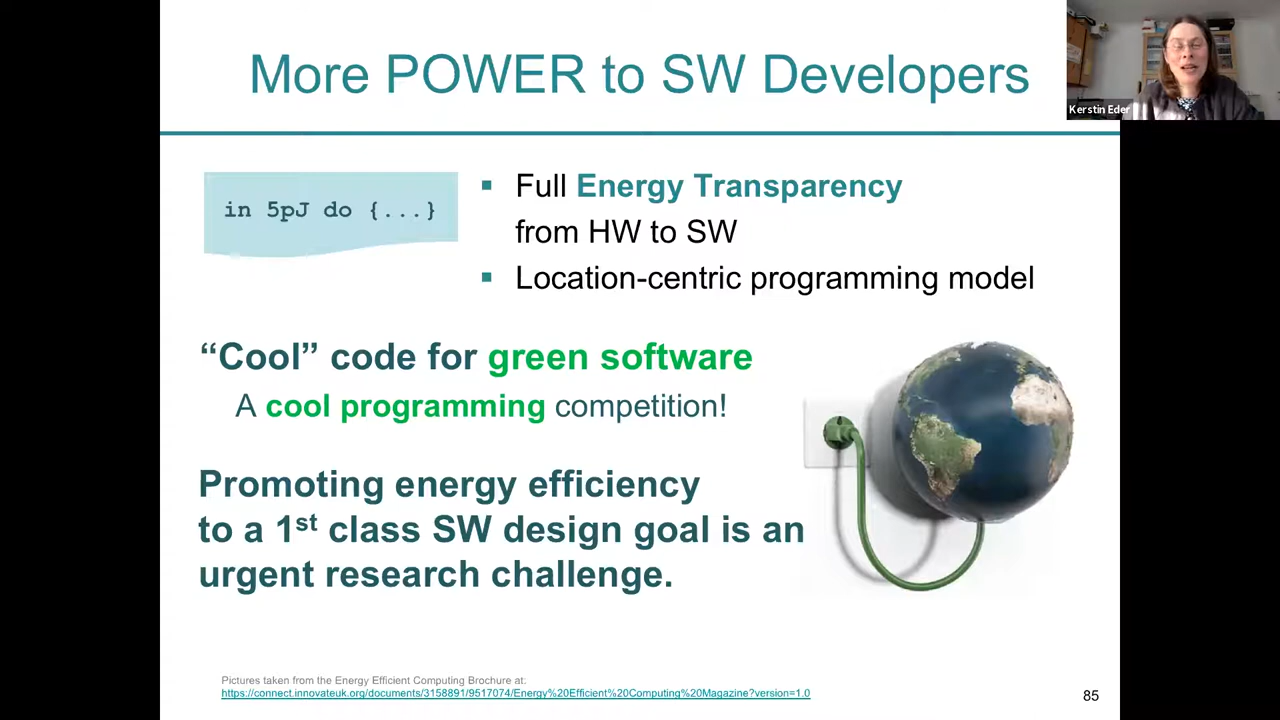 More POWER to SW Developers
Kerstin Eder
in 5pJ do {...}
▪ Full Energy Transparency
from HW to SW
▪ Location-centric programming model
“Cool” code for green software
A cool programming competition!
Promoting energy efficiency
to a 1st class SW design goal is an
urgent research challenge.
Pictures taken from the Energy Efficient Computing Brochure at:
https://connect.innovateuk.org/documents/3158891/9517074/Energy%20Efficient%20Computing%20Magazine?version=1.0
85